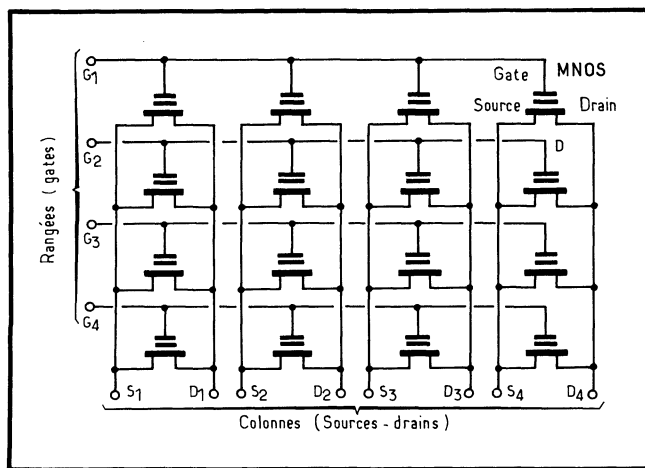 G1
Gate MNOS
Source Drain
G2
D
G3
G4
Rangées (gates)
S1 D1 S2 D2 S3 D3 S4 D4
Colonnes (Sources - drains)